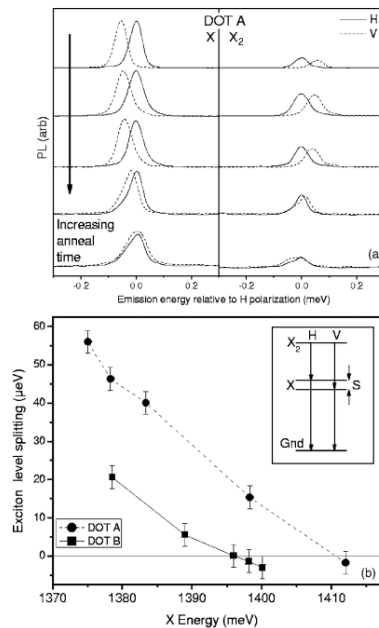 DOT A
X X₂
H
V
PL (arb)
Increasing
anneal
time
(a)
-0.2 0.0 0.2 -0.2 0.0 0.2
Emission energy relative to H polarization (meV)
Exciton level splitting (µeV)
60
50
40
30
20
10
0
H V
X₂
X
S
Gnd
DOT A
DOT B
(b)
1370 1380 1390 1400 1410
X Energy (meV)